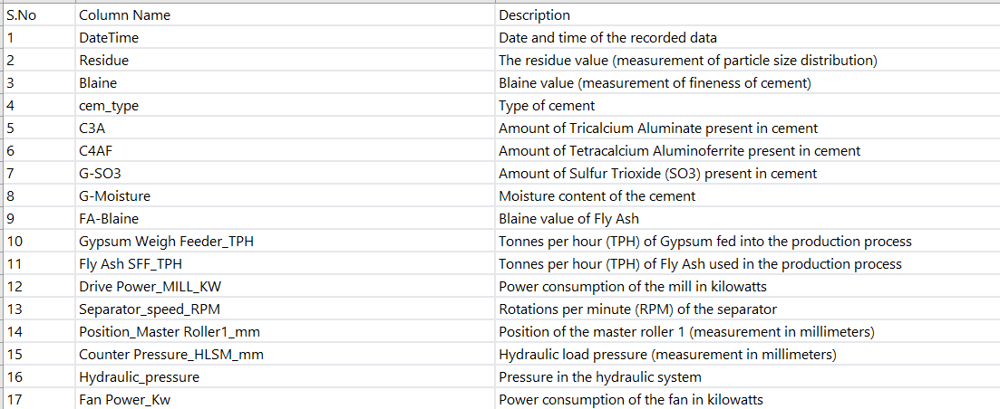 S.No Column Name Description
1 DateTime Date and time of the recorded data
2 Residue The residue value (measurement of particle size distribution)
3 Blaine Blaine value (measurement of fineness of cement)
4 cem_type Type of cement
5 C3A Amount of Tricalcium Aluminate present in cement
6 C4AF Amount of Tetracalcium Aluminoferrite present in cement
7 G-SO3 Amount of Sulfur Trioxide (SO3) present in cement
8 G-Moisture Moisture content of the cement
9 FA-Blaine Blaine value of Fly Ash
10 Gypsum Weigh Feeder_TPH Tonnes per hour (TPH) of Gypsum fed into the production process
11 Fly Ash SFF_TPH Tonnes per hour (TPH) of Fly Ash used in the production process
12 Drive Power_MILL_KW Power consumption of the mill in kilowatts
13 Separator_speed_RPM Rotations per minute (RPM) of the separator
14 Position_Master Roller1_mm Position of the master roller 1 (measurement in millimeters)
15 Counter Pressure_HLSM_mm Hydraulic load pressure (measurement in millimeters)
16 Hydraulic_pressure Pressure in the hydraulic system
17 Fan Power_Kw Power consumption of the fan in kilowatts